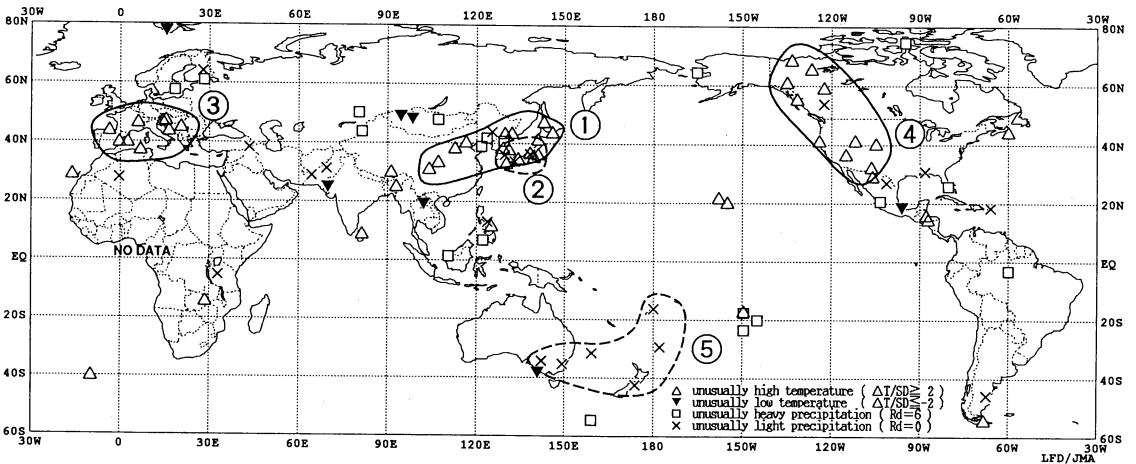 30W 0 30E 60E 90E 120E 150E 180 150W 120W 90W 60W 30W
80N 80N
60N 60N
③ ① ④
40N 40N
②
20N 20N
NO DATA
EQ EQ
20S 20S
⑤
40S 40S
△ unusually high temperature ( △T/SD≧ 2 )
▼ unusually low temperature ( △T/SD≦-2 )
□ unusually heavy precipitation ( Rd=6 )
× unusually light precipitation ( Rd=0 )
60S 60S
30W 0 30E 60E 90E 120E 150E 180 150W 120W 90W 60W 30W
LFD/JMA